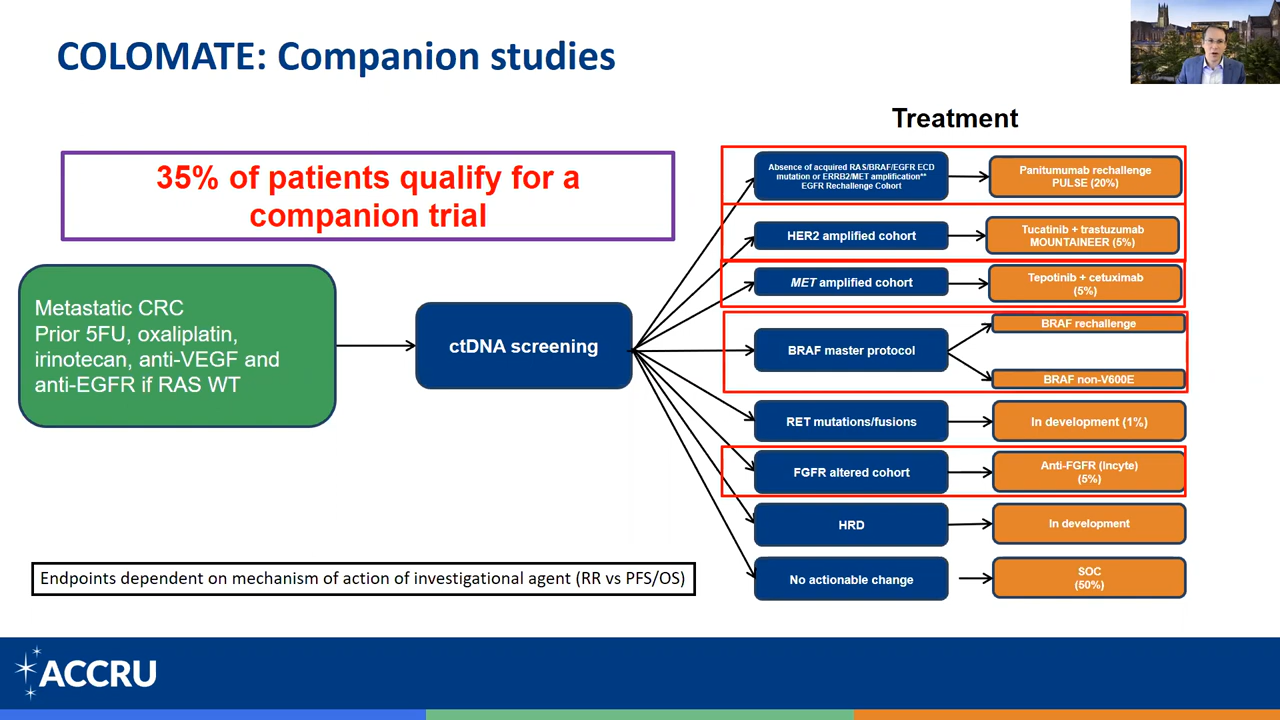 COLOMATE: Companion studies
Treatment
35% of patients qualify for a
companion trial
Metastatic CRC
Prior 5FU, oxaliplatin,
irinotecan, anti-VEGF and
anti-EGFR if RAS WT
ctDNA screening
Absence of acquired RAS/BRAF/EGFR ECD
mutation or ERRB2/MET amplification**
EGFR Rechallenge Cohort
Panitumumab rechallenge
PULSE (20%)
HER2 amplified cohort
Tucatinib + trastuzumab
MOUNTAINEER (5%)
MET amplified cohort
Tepotinib + cetuximab
(5%)
BRAF master protocol
BRAF rechallenge
BRAF non-V600E
RET mutations/fusions
In development (1%)
FGFR altered cohort
Anti-FGFR (Incyte)
(5%)
HRD
In development
No actionable change
SOC
(50%)
Endpoints dependent on mechanism of action of investigational agent (RR vs PFS/OS)
ACCRU